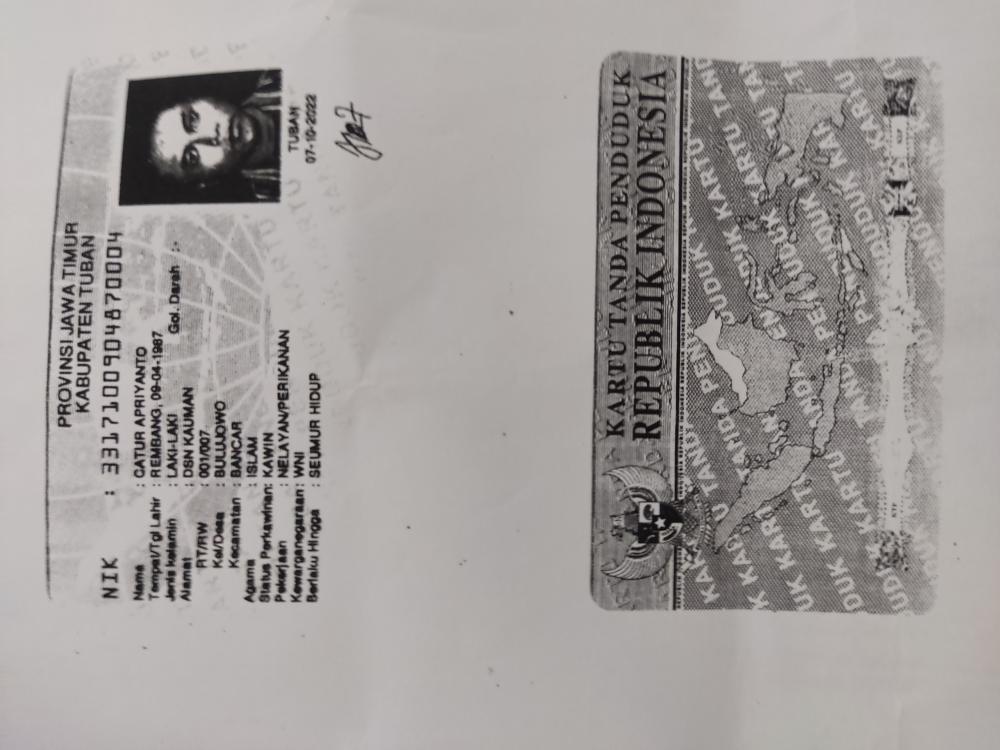 PROVINSI JAWA TIMUR
KABUPATEN TUBAN
NIK : 3317100904870004
Nama : GATUR APRIYANTO
Tempat/Tgl Lahir : REMBANG, 09-04-1987
Jenis kelamin : LAKI-LAKI Gol. Darah : -
Alamat : DSN KAUMAN
RT/RW : 001/007
Kel/Desa : BULUJOWO
Kecamatan : BANCAR
Agama : ISLAM
Status Perkawinan: KAWIN
Pekerjaan : NELAYAN/PERIKANAN
Kewarganegaraan: WNI
Berlaku Hingga : SEUMUR HIDUP
TUBAN
07-10-2022
KARTU TANDA PENDUDUK
REPUBLIK INDONESIA